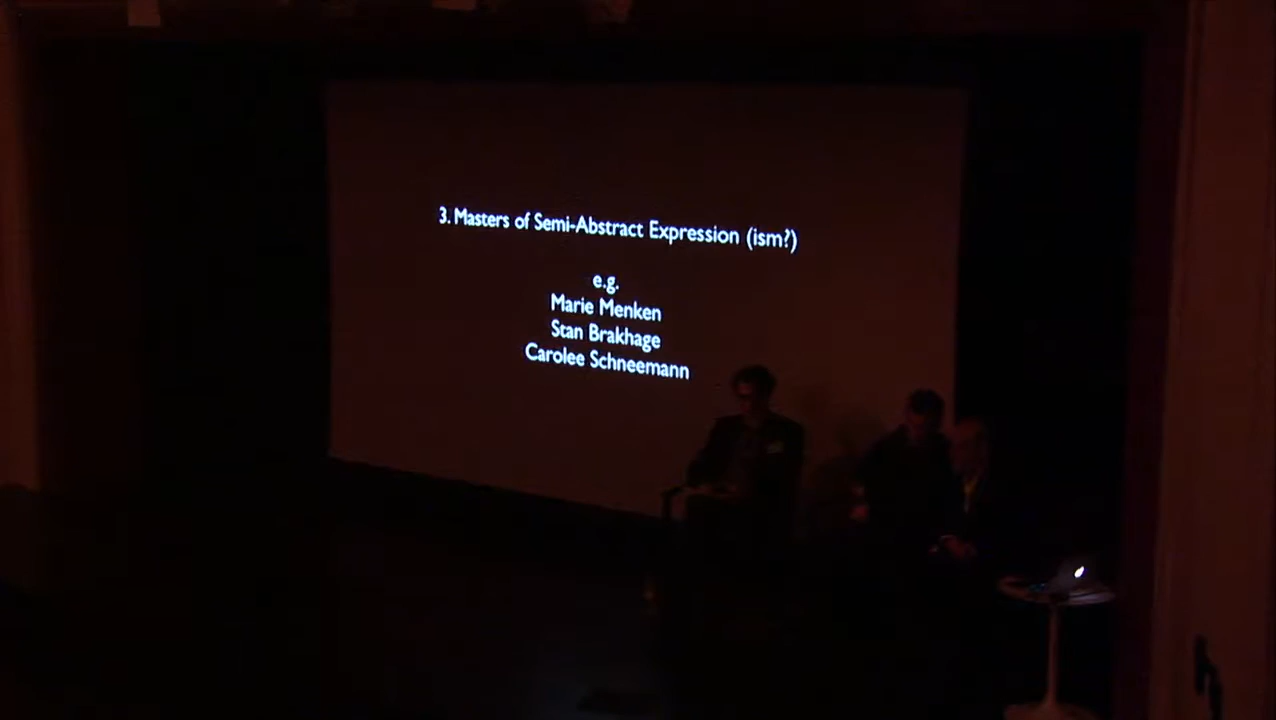 3. Masters of Semi-Abstract Expression (ism?)
e.g.
Marie Menken
Stan Brakhage
Carolee Schneemann